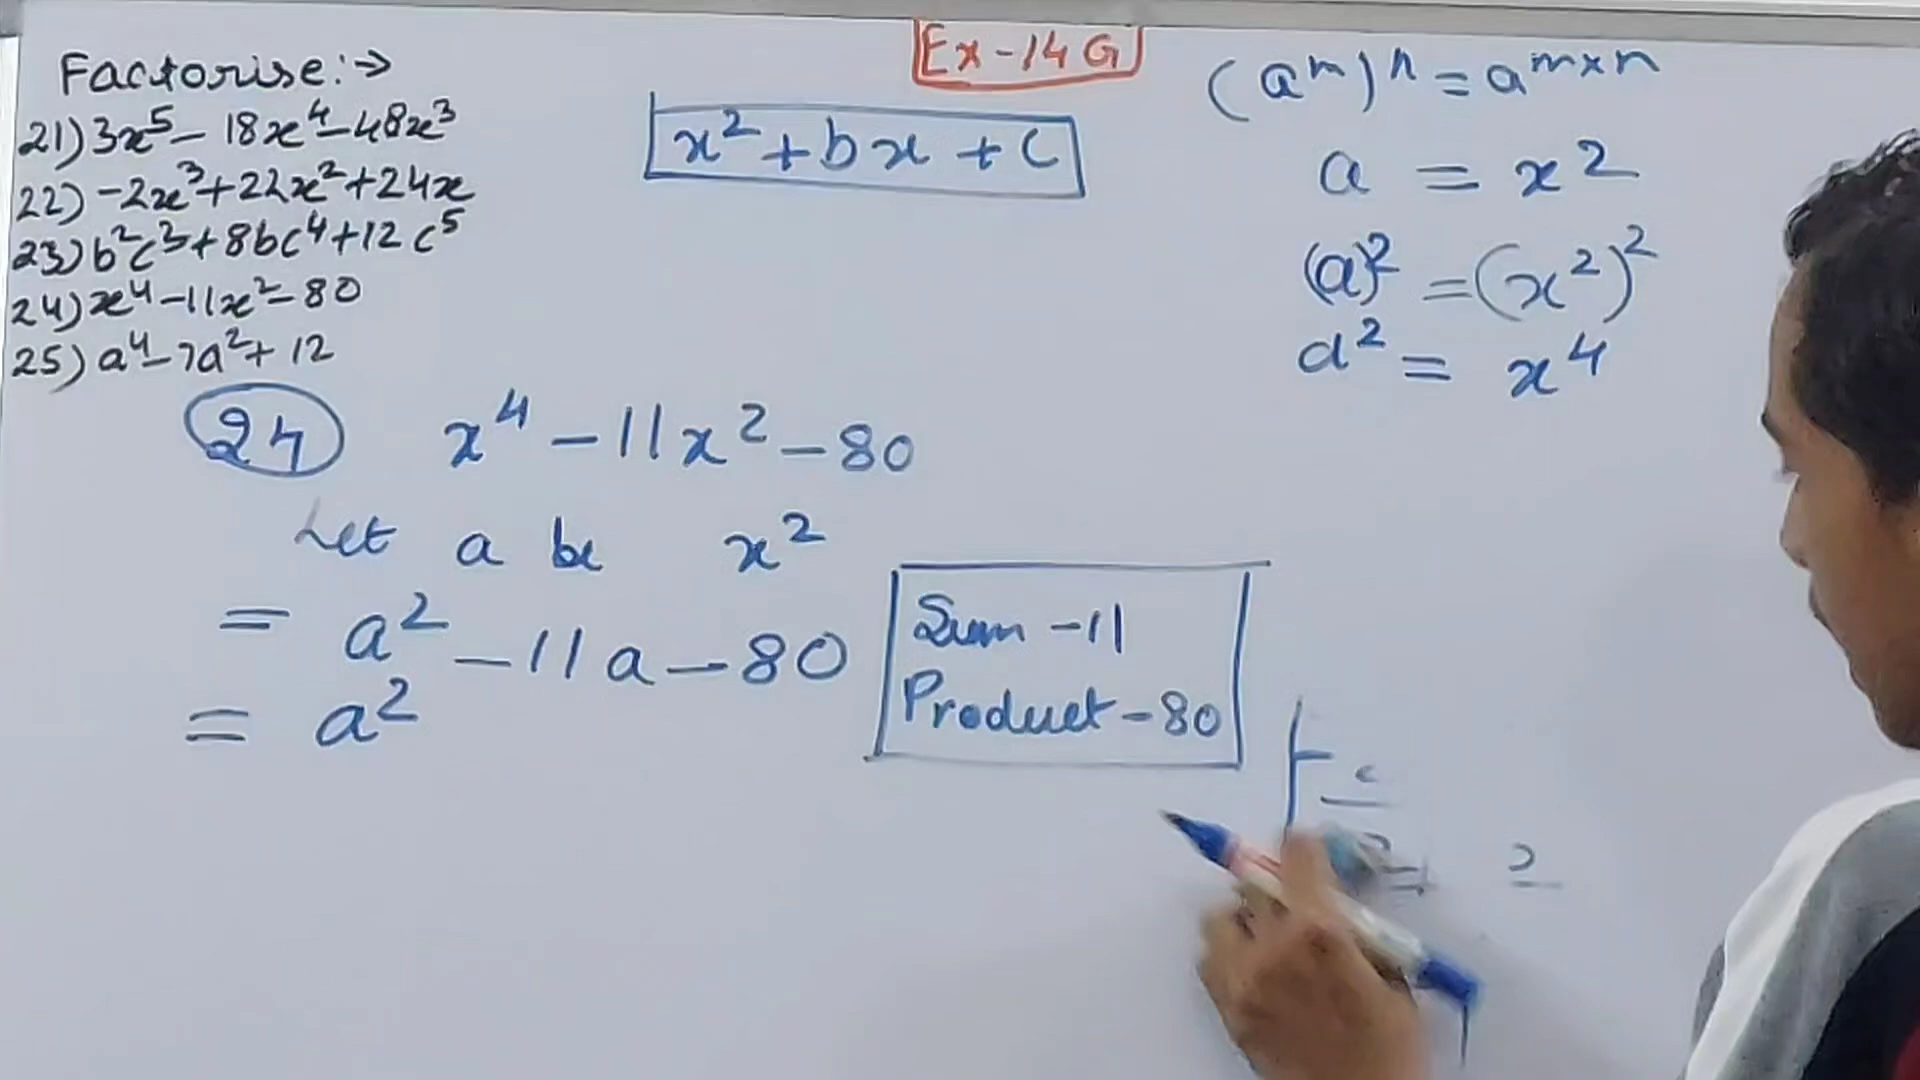 Ex-14G
Factorise:→
21) 3x⁵ - 18x⁴ - 48x³
22) -2x³ + 22x² + 24x
23) b²c³ + 8bc⁴ + 12c⁵
24) x⁴ - 11x² - 80
25) a⁴ - 7a² + 12
x² + bx + c
(aᵐ)ⁿ = aᵐˣⁿ
a = x²
(a)² = (x²)²
a² = x⁴
24 x⁴ - 11x² - 80
Let a be x²
= a² - 11a - 80
= a²
Sum -11
Product -80